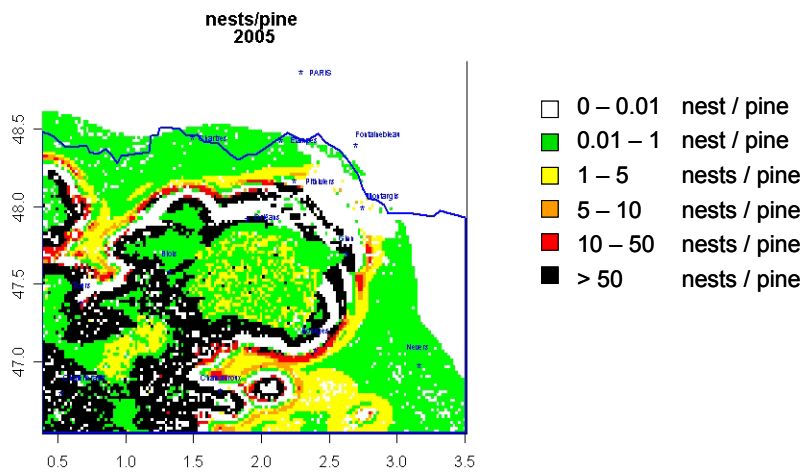 nests/pine
2005
PARIS
48.5
Chartres
Etampes
Fontainebleau
0 – 0.01 nest / pine
0.01 – 1 nest / pine
1 – 5 nests / pine
5 – 10 nests / pine
10 – 50 nests / pine
> 50 nests / pine
Pithiviers
Montargis
48.0
Gien
Blois
47.5
Nevers
47.0
Chateauroux
0.5 1.0 1.5 2.0 2.5 3.0 3.5